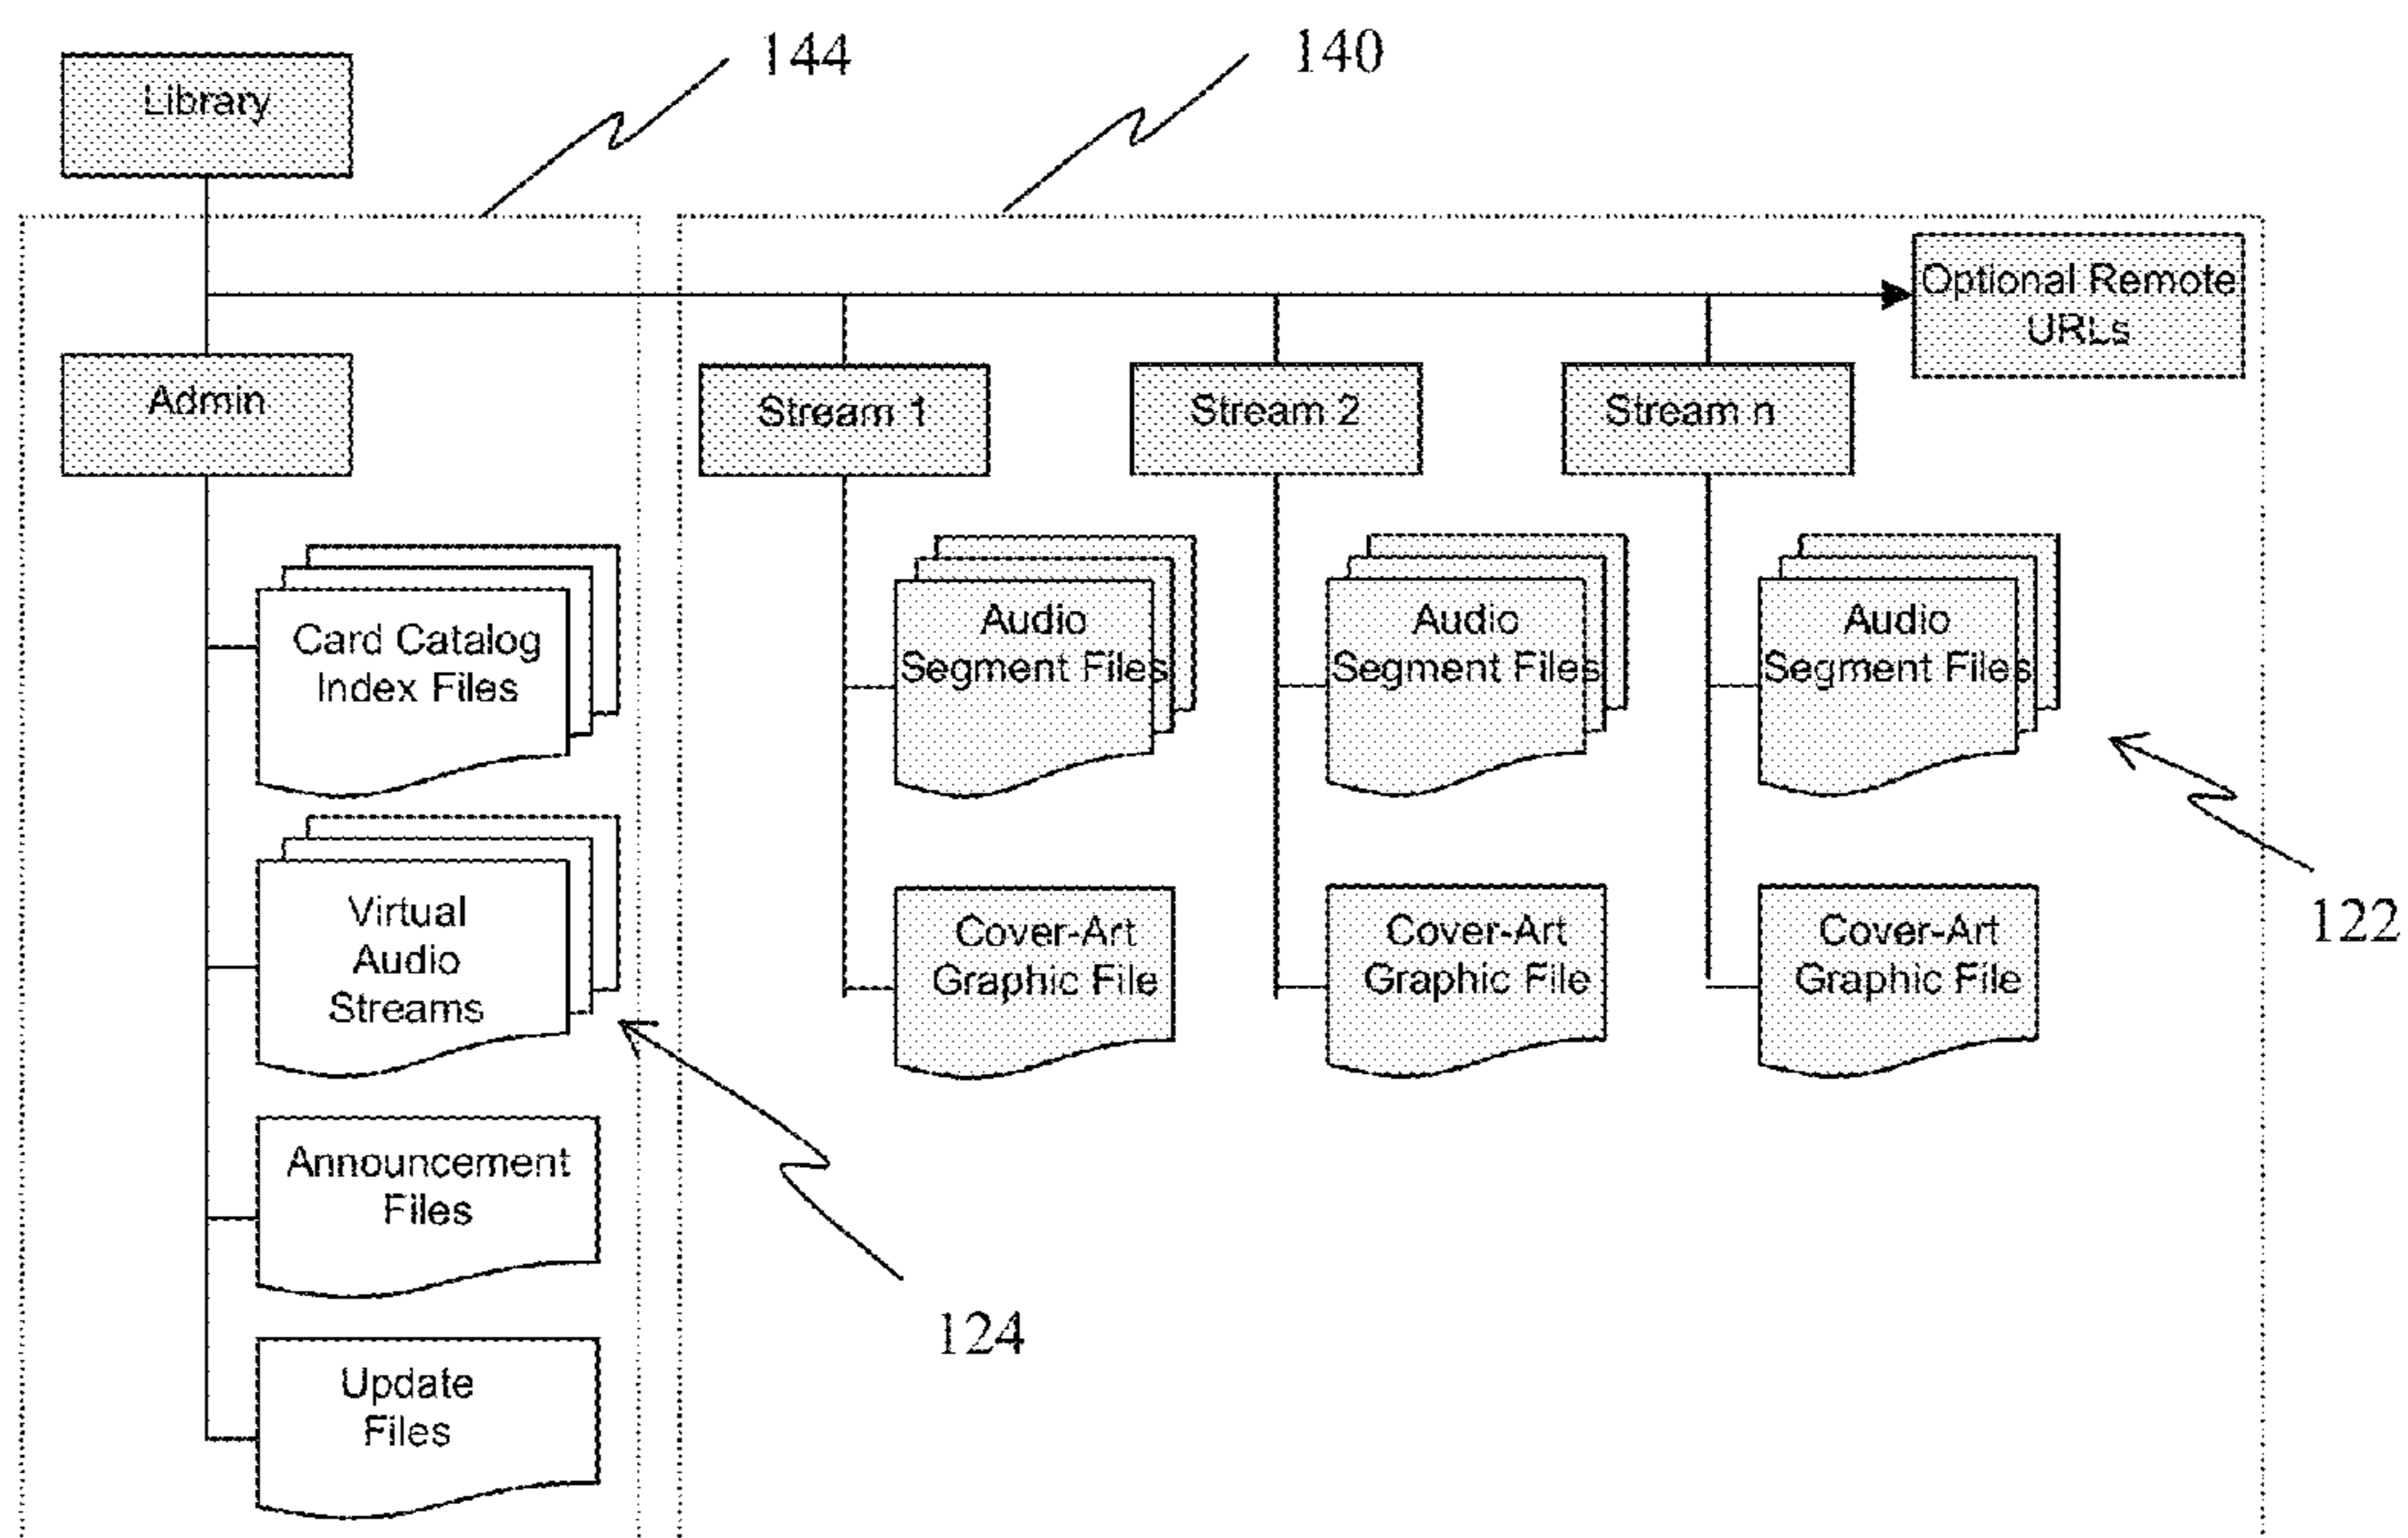 144
140
Library
Optional Remote
URLs
Admin
Stream 1
Stream 2
Stream n
Card Catalog
Index Files
Audio
Segment Files
Audio
Segment Files
Audio
Segment Files
122
Virtual
Audio
Streams
Cover-Art
Graphic File
Cover-Art
Graphic File
Cover-Art
Graphic File
Announcement
Files
124
Update
Files